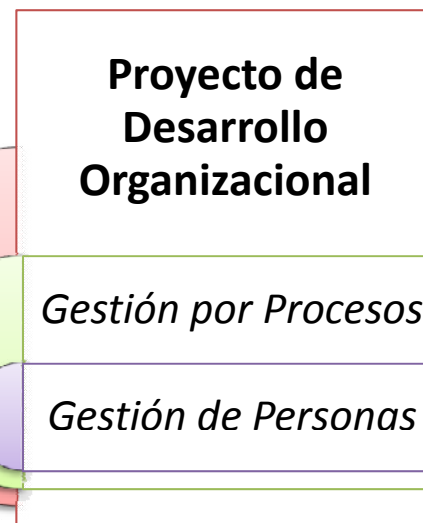 Proyecto de
Desarrollo
Organizacional
Gestión por Procesos
Gestión de Personas